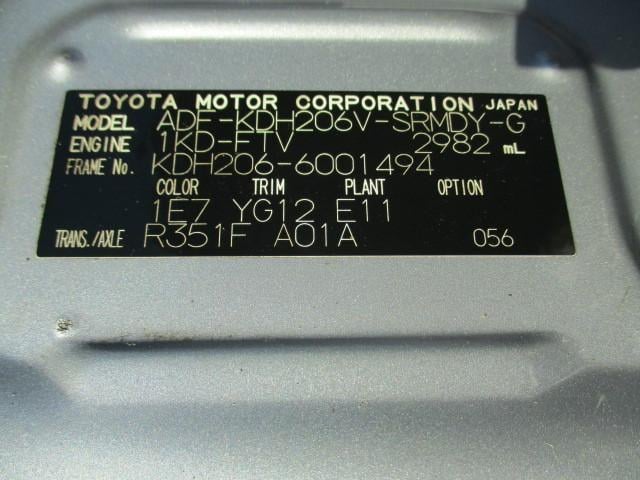 TOYOTA MOTOR CORPORATION JAPAN
MODEL ADF-KDH206V-SRMDY-G
ENGINE 1KD-FTV 2982 mL
FRAME No. KDH206-6001494
COLOR TRIM PLANT OPTION
1E7 YG12 E11
TRANS./AXLE R351F A01A 056